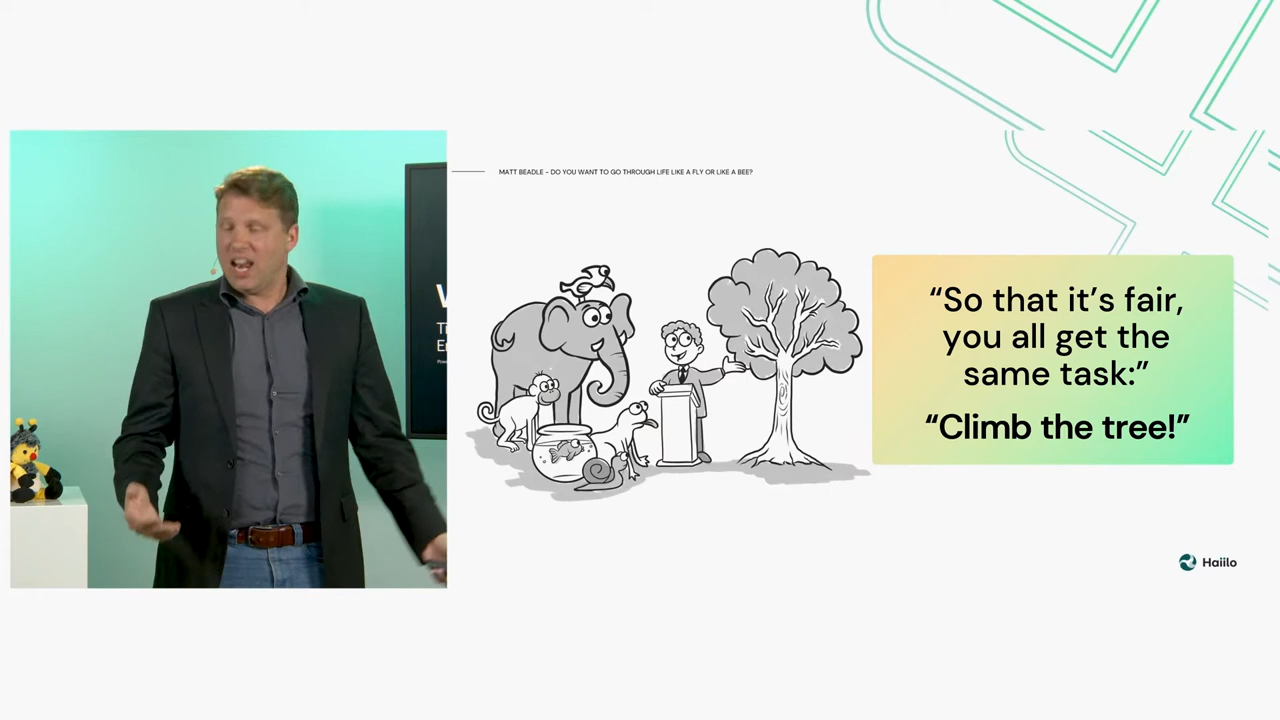 MATT BEADLE – DO YOU WANT TO GO THROUGH LIFE LIKE A FLY OR LIKE A BEE?
“So that it’s fair,
you all get the
same task:”
“Climb the tree!”
Haiilo